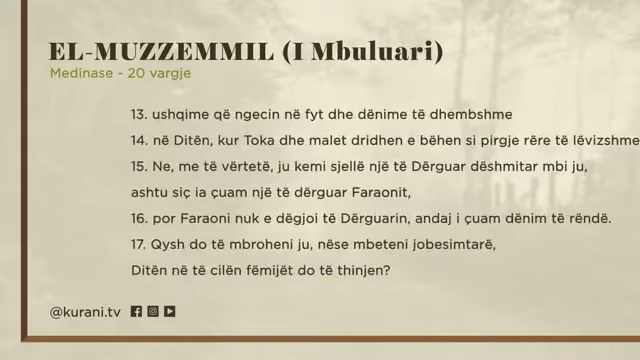 EL-MUZZEMMIL (I Mbuluari)
Medinase - 20 vargje
13. ushqime që ngecin në fyt dhe dënime të dhembshme
14. në Ditën, kur Toka dhe malet dridhen e bëhen si pirgje rëre të lëvizshme
15. Ne, me të vërtetë, ju kemi sjellë një të Dërguar dëshmitar mbi ju,
ashtu siç ia çuam një të dërguar Faraonit,
16. por Faraoni nuk e dëgjoi të Dërguarin, andaj i çuam dënim të rëndë.
17. Qysh do të mbroheni ju, nëse mbeteni jobesimtarë,
Ditën në të cilën fëmijët do të thinjen?
@kurani.tv